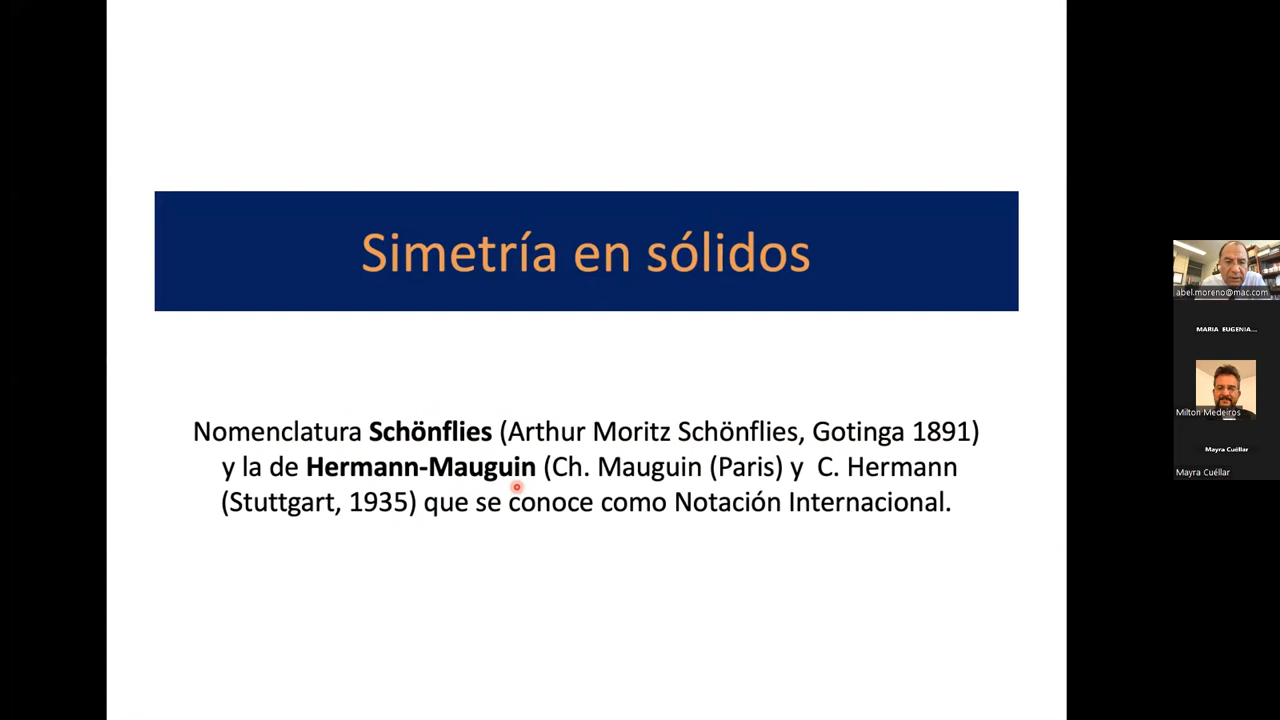 Simetría en sólidos
Nomenclatura Schönflies (Arthur Moritz Schönflies, Gotinga 1891)
y la de Hermann-Mauguin (Ch. Mauguin (Paris) y C. Hermann
(Stuttgart, 1935) que se conoce como Notación Internacional.
abel.moreno@mac.com
MARIA EUGENIA...
Milton Medeiros
Mayra Cuéllar
Mayra Cuéllar